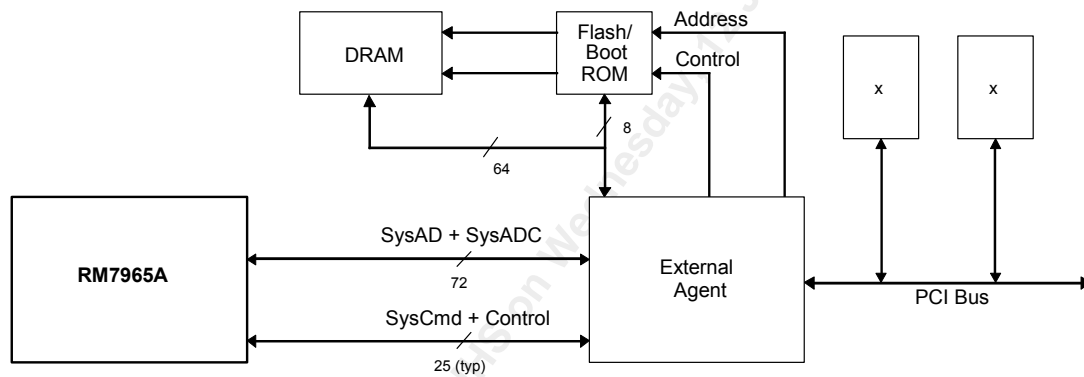 DRAM
Flash/
Boot
ROM
Address
Control
x
x
8
64
RM7965A
SysAD + SysADC
72
SysCmd + Control
25 (typ)
External
Agent
PCI Bus